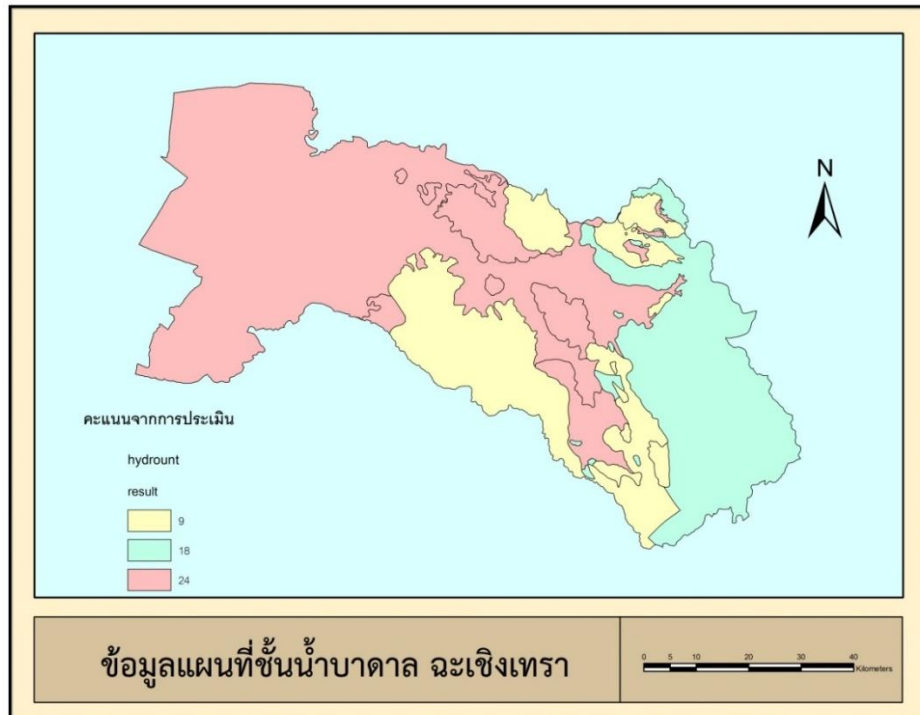 N
คะแนนจากการประเมิน
hydrount
result
9
18
24
ข้อมูลแผนที่ชั้นน้ำบาดาล ฉะเชิงเทรา
0 5 10 20 30 40
Kilometers